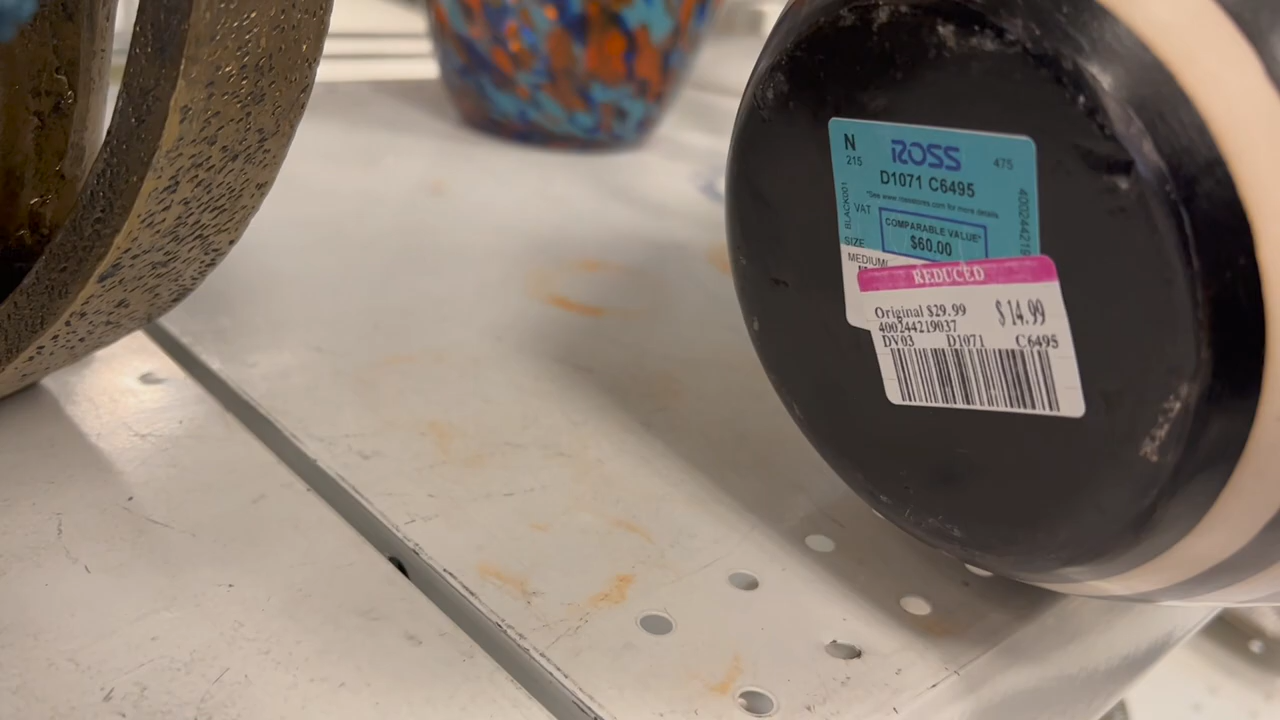 N
215
ROSS
475
D1071 C6495
*See www.rossstores.com for more details
BLACK001
VAT
COMPARABLE VALUE*
$60.00
400244219
SIZE
MEDIUM/
REDUCED
Original $29.99
$14.99
400244219037
DV03 D1071 C6495